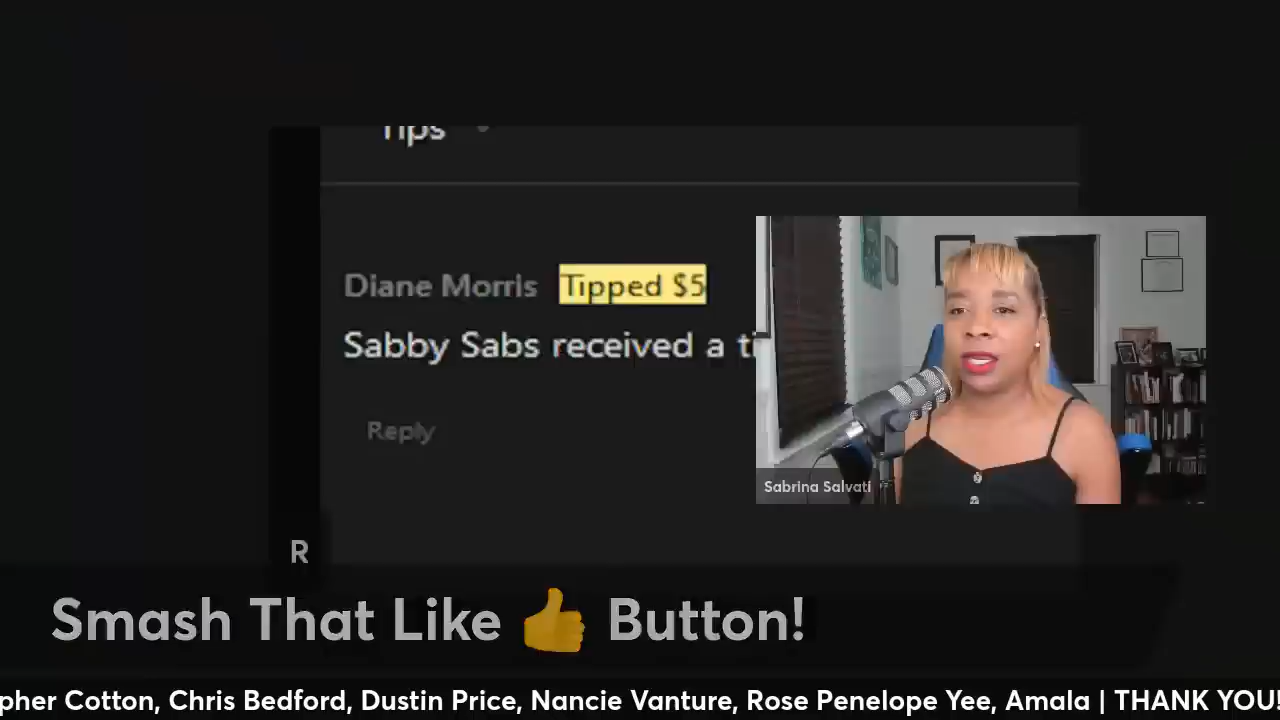 Tips
Diane Morris Tipped $5
Sabby Sabs received a
Reply
Sabrina Salvati
R
Smash That Like 👍 Button!
pher Cotton, Chris Bedford, Dustin Price, Nancie Vanture, Rose Penelope Yee, Amala | THANK YOU!